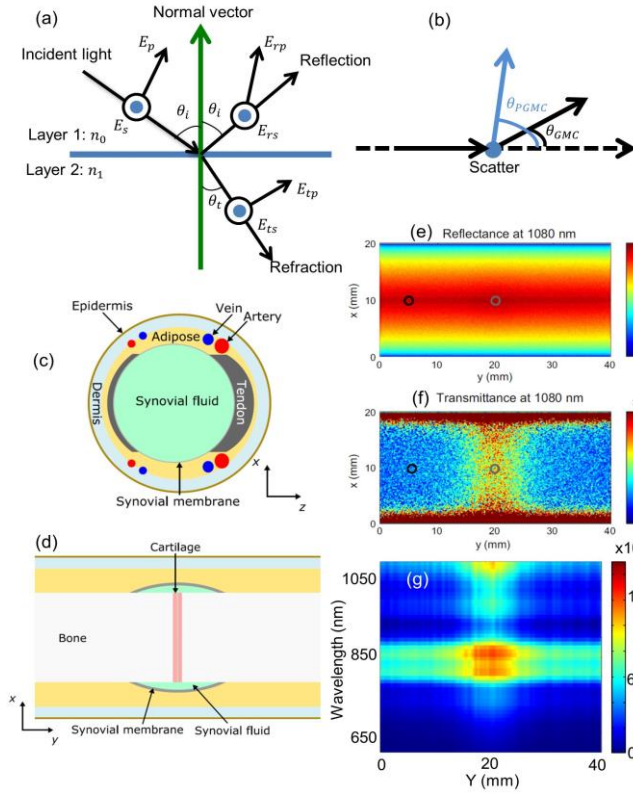 (a)
Normal vector
Incident light
E_p
E_rp
Reflection
E_s
θ_i
θ_i
E_rs
Layer 1: n_0
Layer 2: n_1
θ_t
E_tp
E_ts
Refraction
(b)
θ_PGMC
θ_GMC
Scatter
(c)
Epidermis
Vein
Artery
Adipose
Dermis
Synovial fluid
Tendon
Synovial membrane
x
z
(d)
Cartilage
Bone
x
y
Synovial membrane
Synovial fluid
(e)
Reflectance at 1080 nm
20
10
0
x (mm)
0 10 20 30 40
y (mm)
(f)
Transmittance at 1080 nm
20
10
0
x (mm)
0 10 20 30 40
y (mm)
(g)
x10
1050
850
650
Wavelength (nm)
0 20 40
Y (mm)
0